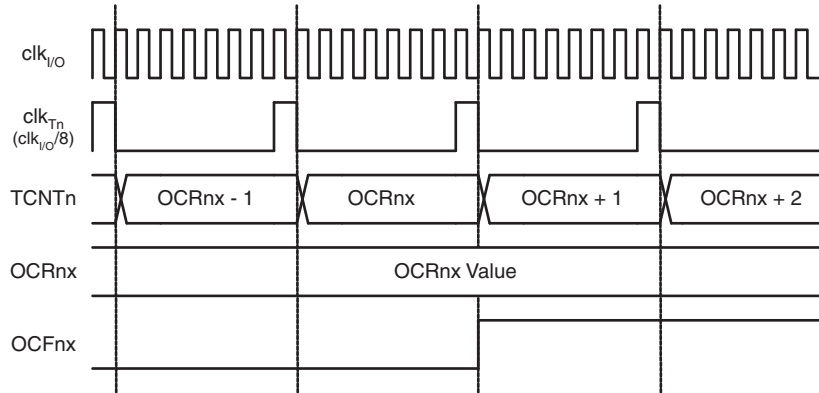 clkI/O
clkTn
(clkI/O/8)
TCNTn
OCRnx - 1
OCRnx
OCRnx + 1
OCRnx + 2
OCRnx
OCRnx Value
OCFnx